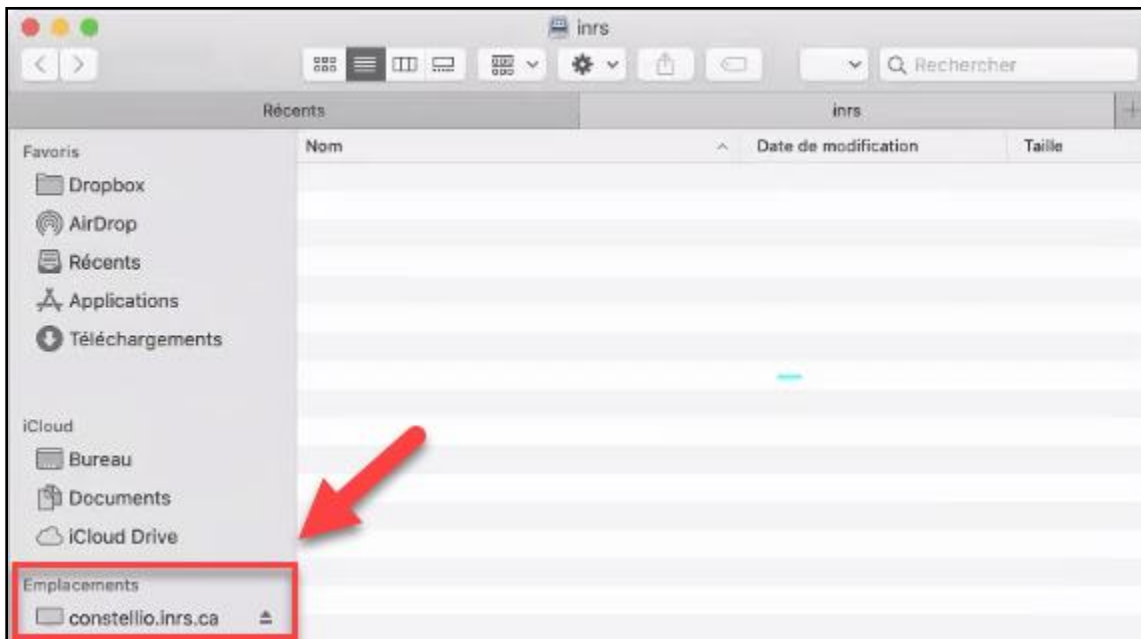 inrs
Rechercher
Récents
inrs
Favoris
Dropbox
AirDrop
Récents
Applications
Téléchargements
iCloud
Bureau
Documents
iCloud Drive
Emplacements
constellio.inrs.ca
Nom
Date de modification
Taille